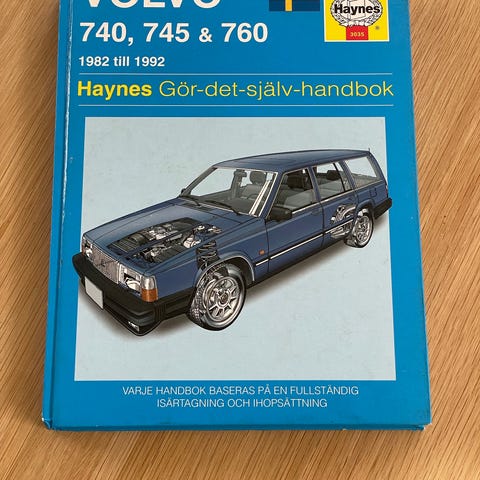 VOLVO
740, 745 & 760
1982 till 1992
Haynes
3035
Haynes Gör-det-själv-handbok
VARJE HANDBOK BASERAS PÅ EN FULLSTÄNDIG
ISÄRTAGNING OCH IHOPSÄTTNING